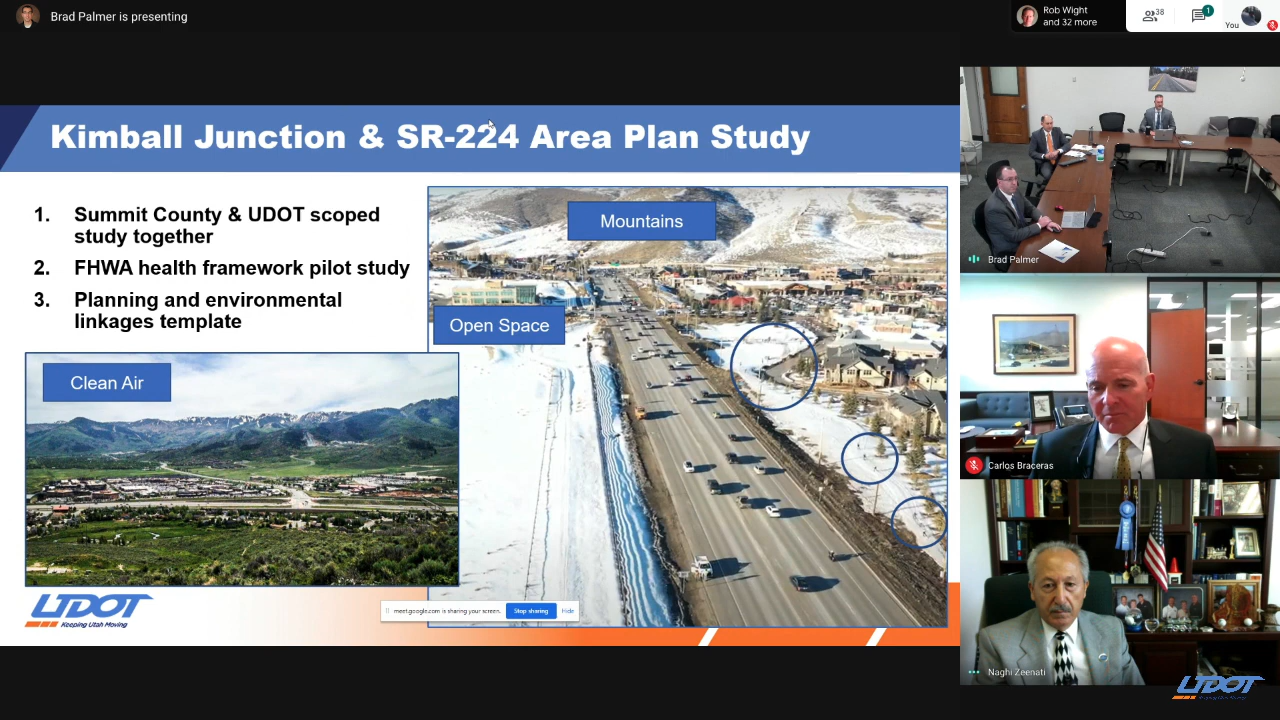 Brad Palmer is presenting
Rob Wight
and 32 more
38
1
You
Kimball Junction & SR-224 Area Plan Study
1. Summit County & UDOT scoped
study together
2. FHWA health framework pilot study
3. Planning and environmental
linkages template
Mountains
Open Space
Clean Air
UDOT
Keeping Utah Moving
meet.google.com is sharing your screen.
Stop sharing
Hide
Brad Palmer
Carlos Braceras
Naghi Zeenati
UDOT
Keeping Utah Moving